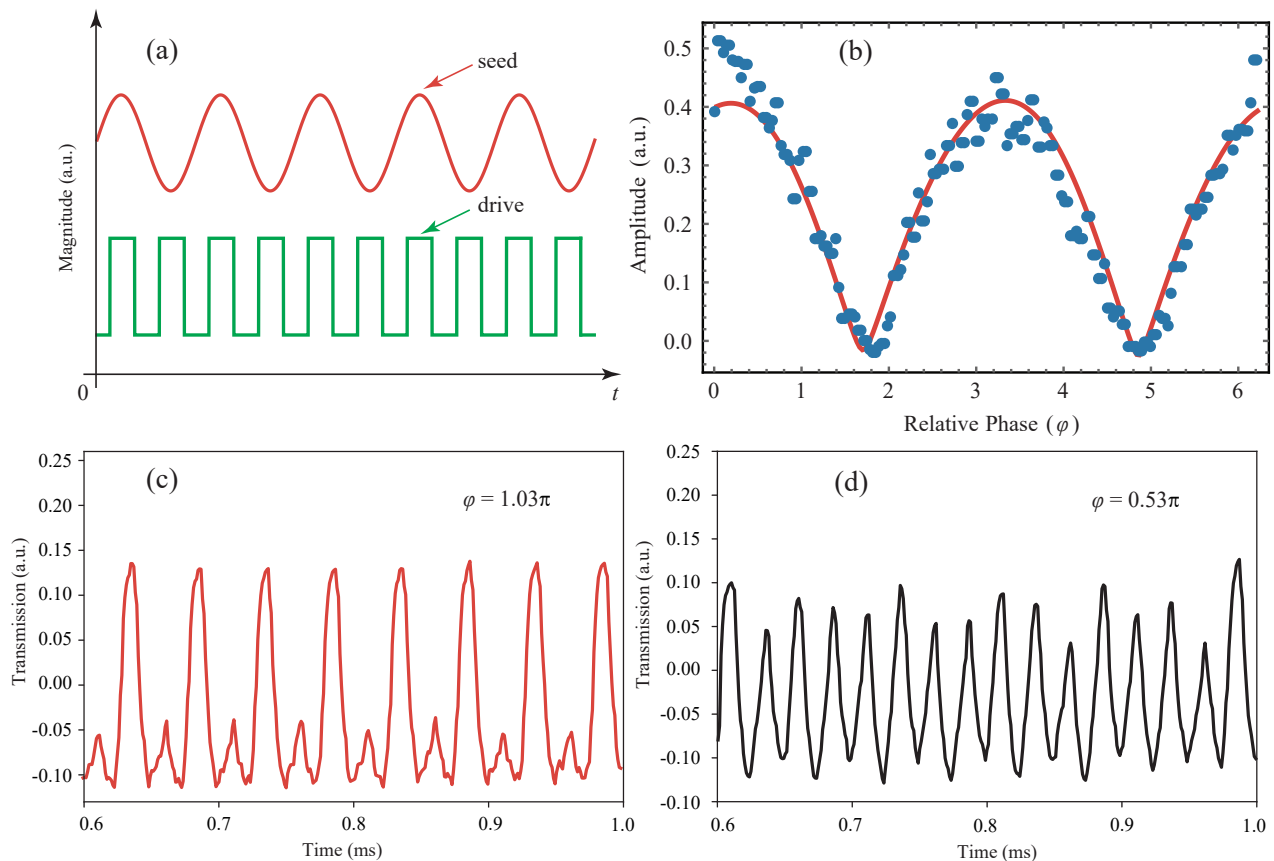 (a)
seed
drive
Magnitude (a.u.)
0
t
(b)
0.5
0.4
0.3
0.2
0.1
0.0
Amplitude (a.u.)
0 1 2 3 4 5 6
Relative Phase (φ)
(c)
φ = 1.03π
0.25
0.20
0.15
0.10
0.05
0.00
-0.05
-0.10
Transmission (a.u.)
0.6 0.7 0.8 0.9 1.0
Time (ms)
(d)
φ = 0.53π
0.25
0.20
0.15
0.10
0.05
0.00
-0.05
-0.10
-0.10
Transmission (a.u.)
0.6 0.7 0.8 0.9 1.0
Time (ms)